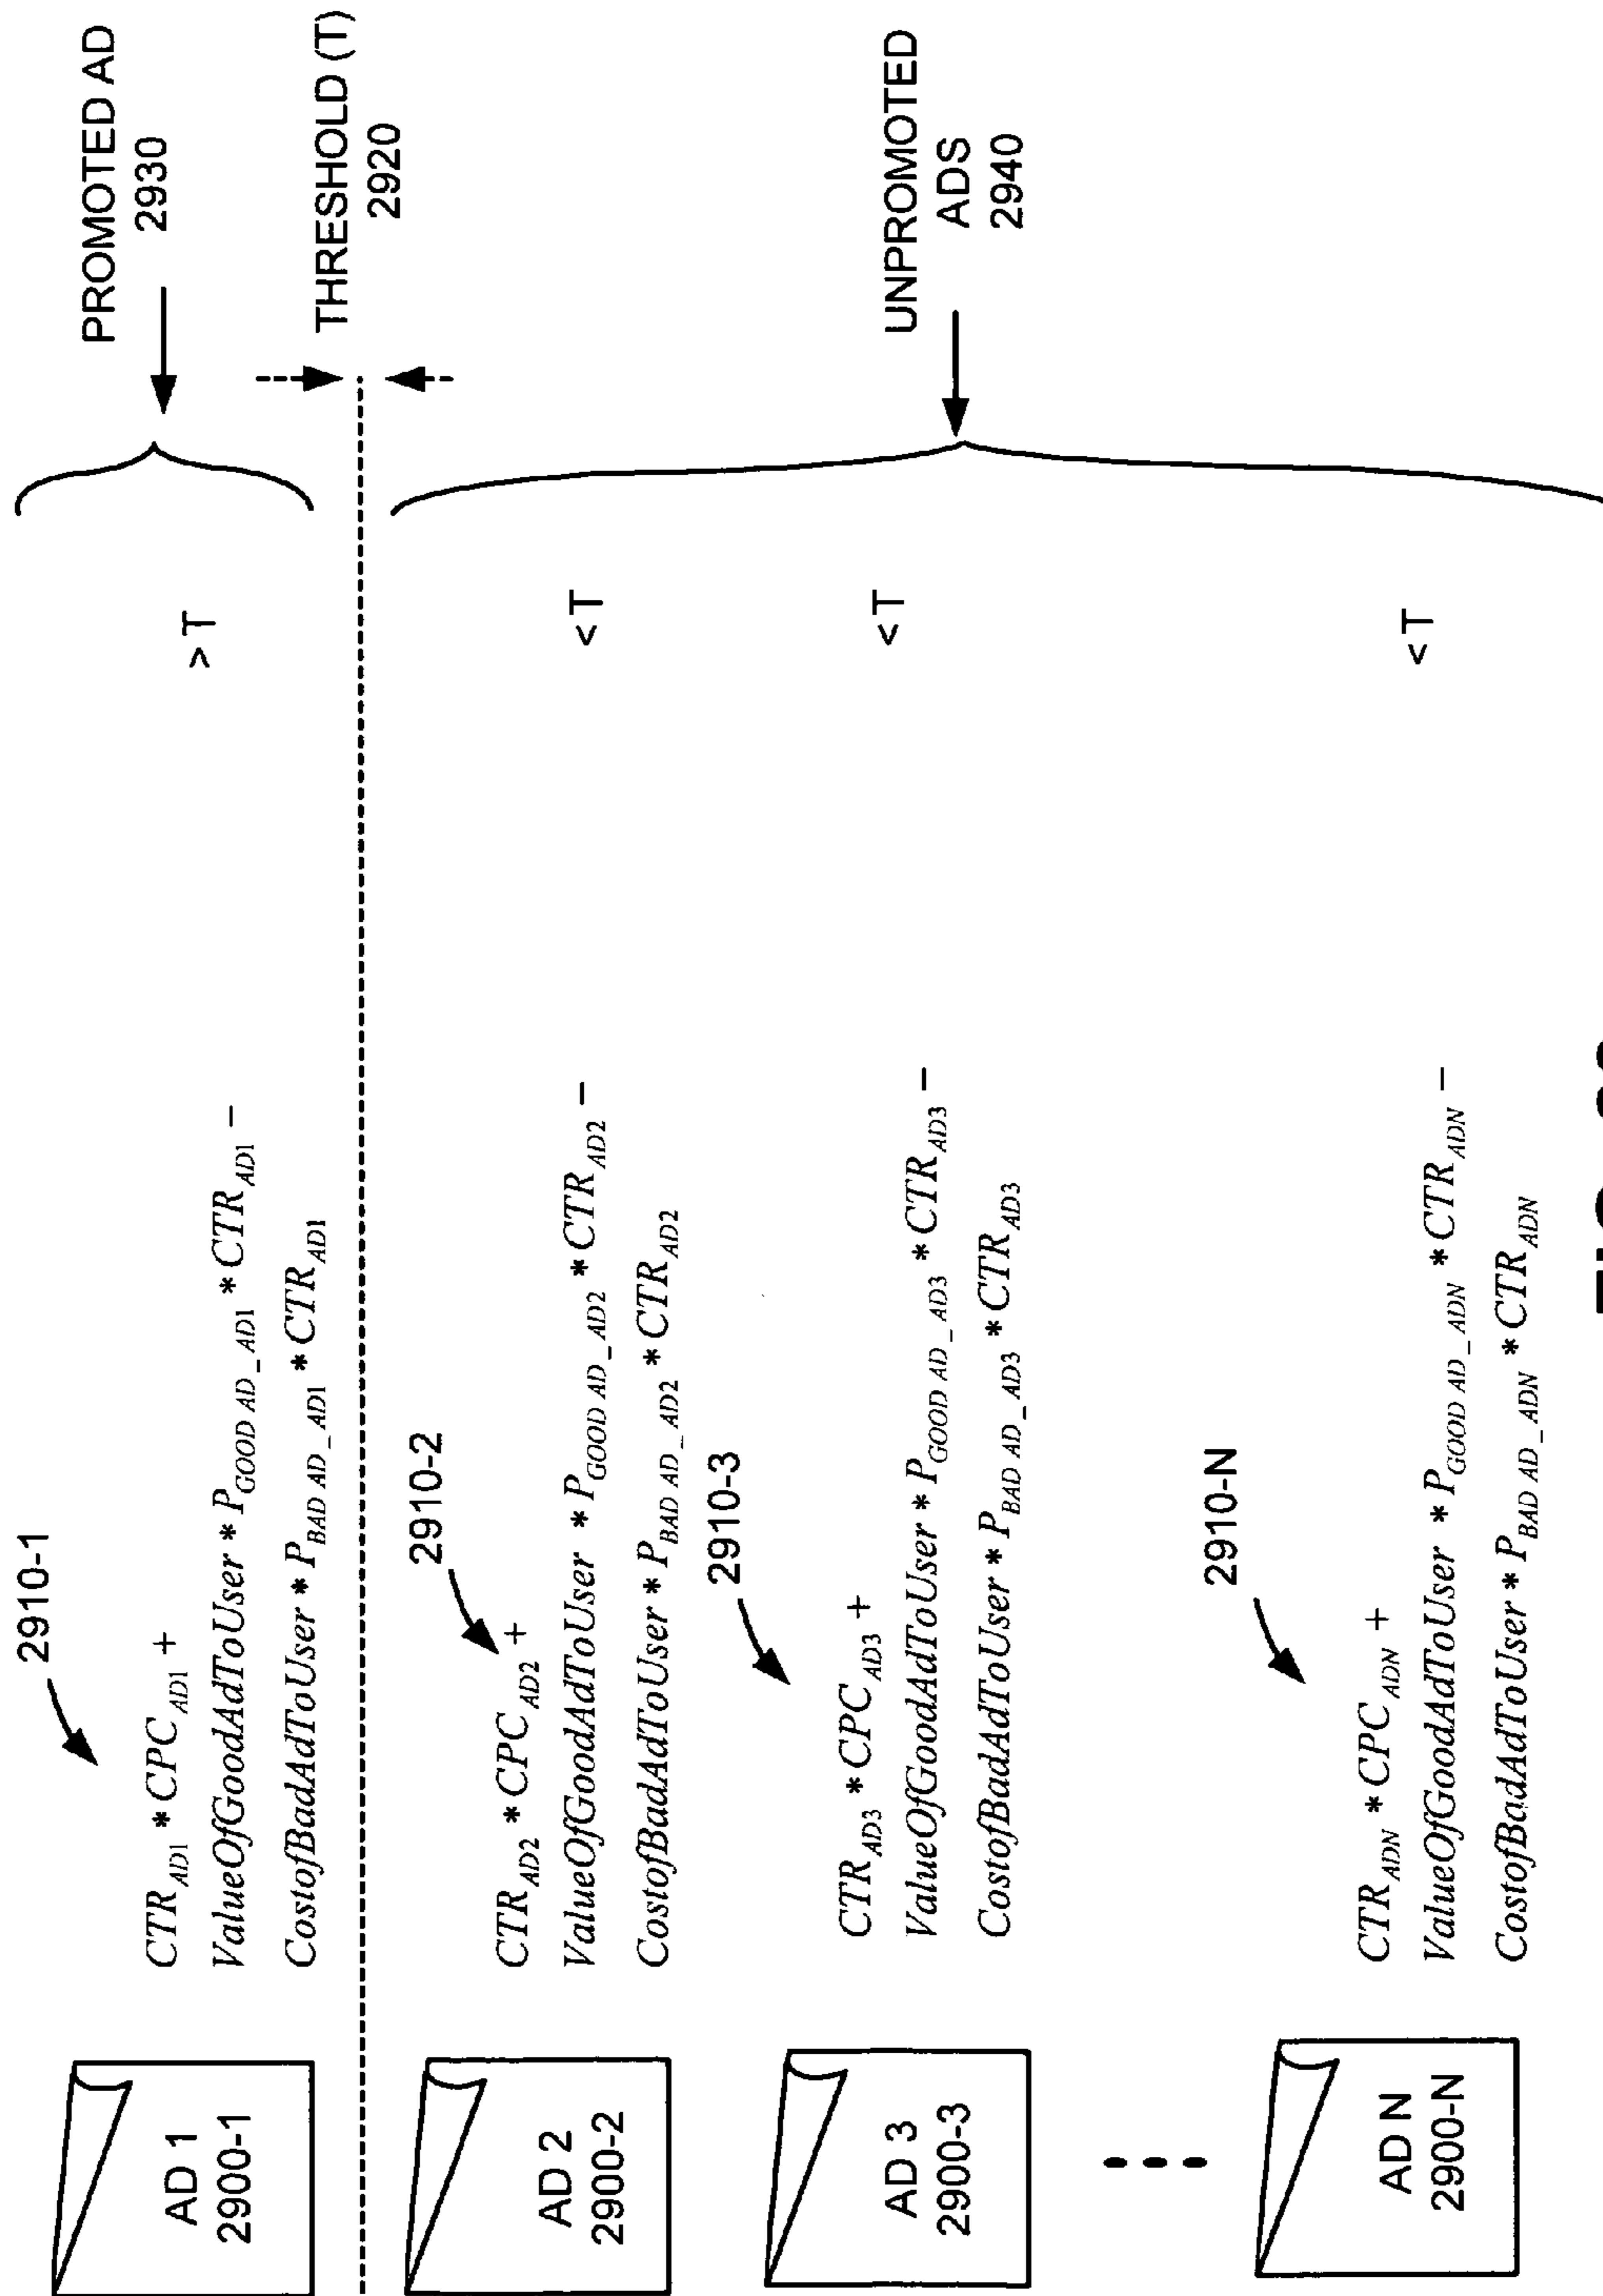 2910-1
AD 1
2900-1
CTR_AD1 * CPC_AD1 +
ValueOfGoodAdToUser * P_GOOD AD_AD1 * CTR_AD1 −
CostofBadAdToUser * P_BAD AD_AD1 * CTR_AD1
> T
PROMOTED AD
2930
THRESHOLD (T)
2920
2910-2
AD 2
2900-2
CTR_AD2 * CPC_AD2 +
ValueOfGoodAdToUser * P_GOOD AD_AD2 * CTR_AD2 −
CostofBadAdToUser * P_BAD AD_AD2 * CTR_AD2
< T
2910-3
AD 3
2900-3
CTR_AD3 * CPC_AD3 +
ValueOfGoodAdToUser * P_GOOD AD_AD3 * CTR_AD3 −
CostofBadAdToUser * P_BAD AD_AD3 * CTR_AD3
< T
UNPROMOTED
ADS
2940
2910-N
AD N
2900-N
CTR_ADN * CPC_ADN +
ValueOfGoodAdToUser * P_GOOD AD_ADN * CTR_ADN −
CostofBadAdToUser * P_BAD AD_ADN * CTR_ADN
< T